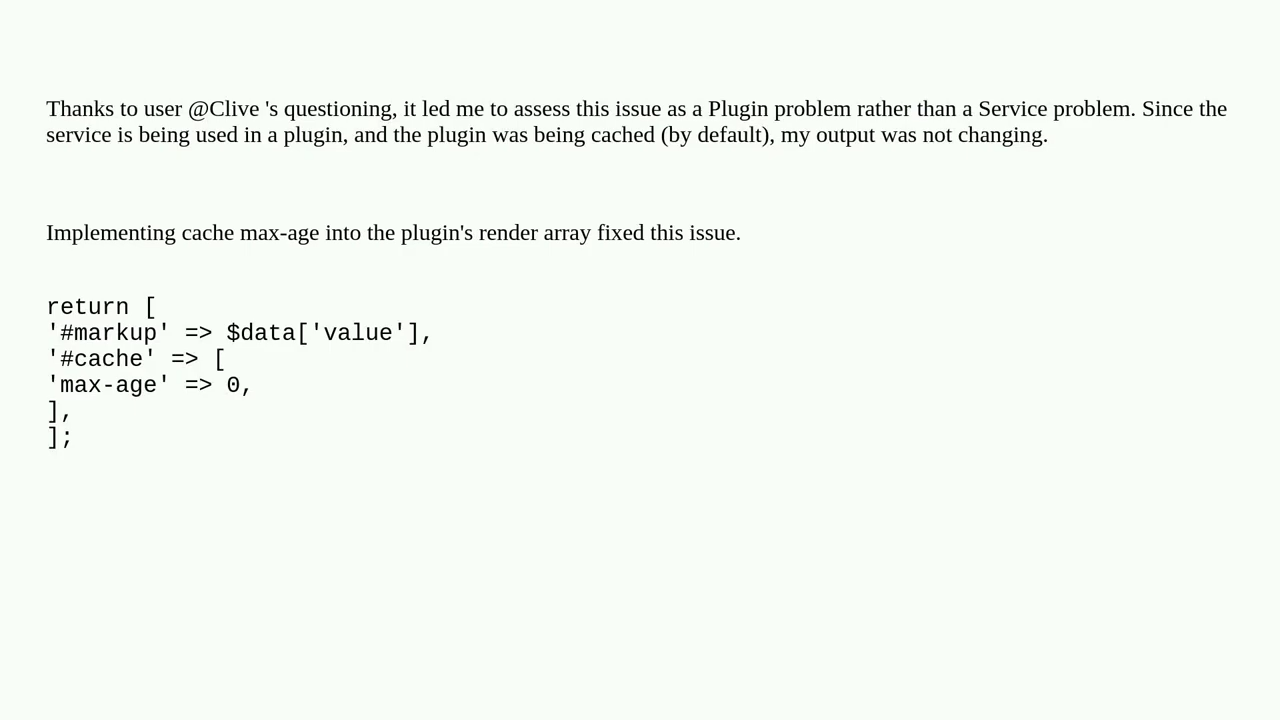 Thanks to user @Clive 's questioning, it led me to assess this issue as a Plugin problem rather than a Service problem. Since the
service is being used in a plugin, and the plugin was being cached (by default), my output was not changing.
Implementing cache max-age into the plugin's render array fixed this issue.
return [
'#markup' => $data['value'],
'#cache' => [
'max-age' => 0,
],
];